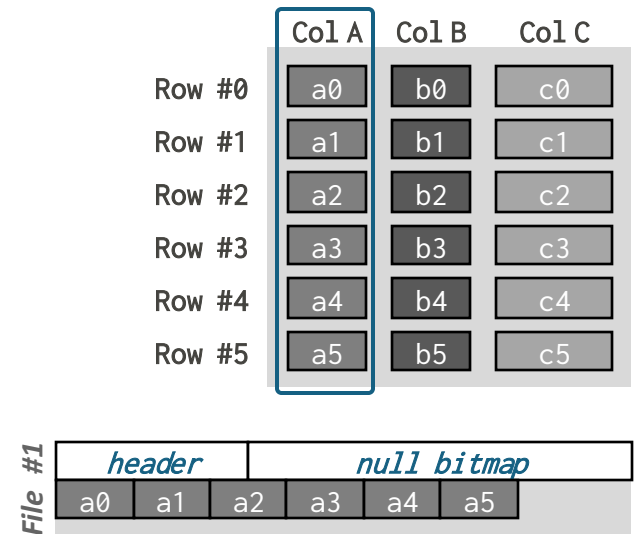 Col A Col B Col C
Row #0 a0 b0 c0
Row #1 a1 b1 c1
Row #2 a2 b2 c2
Row #3 a3 b3 c3
Row #4 a4 b4 c4
Row #5 a5 b5 c5
File #1
header null bitmap
a0 a1 a2 a3 a4 a5